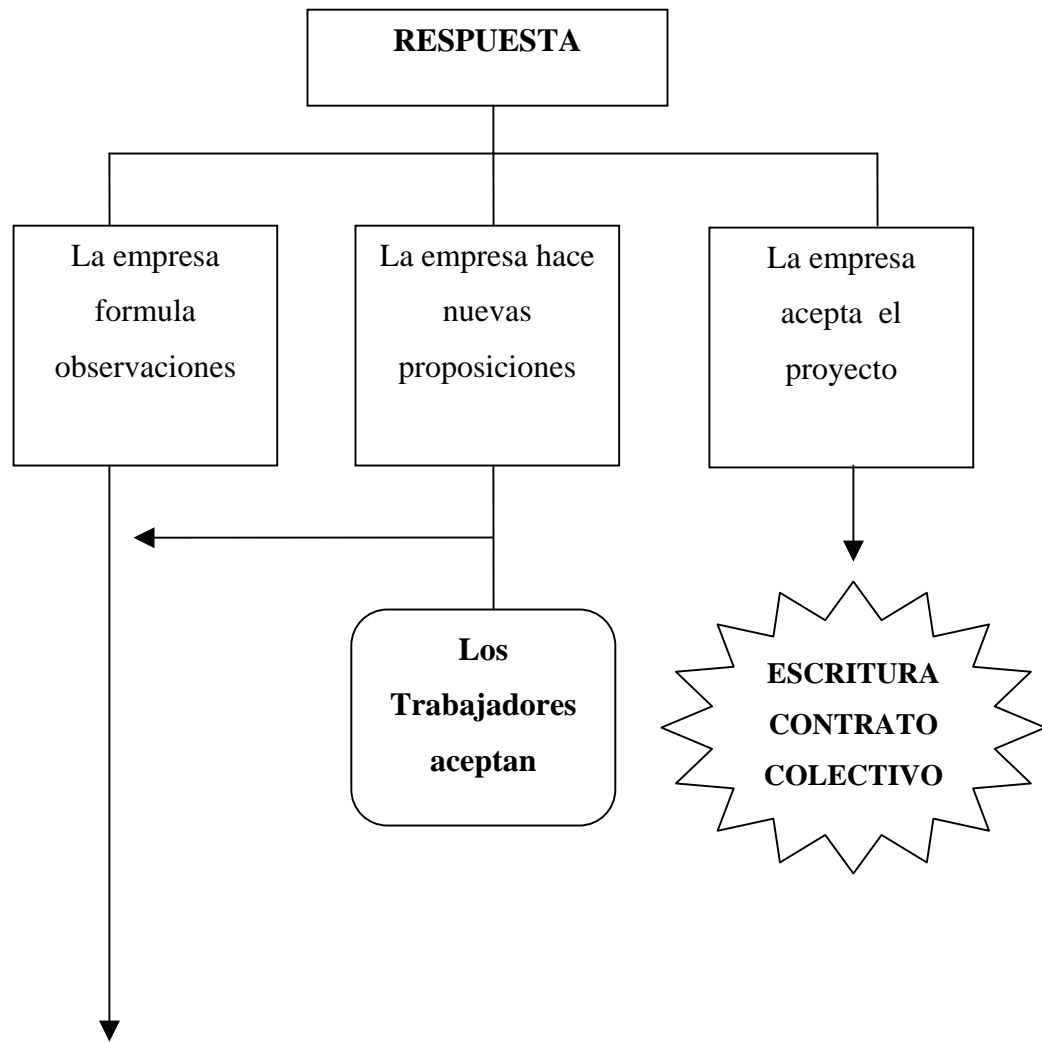 RESPUESTA
La empresa
formula
observaciones
La empresa hace
nuevas
proposiciones
La empresa
acepta el
proyecto
Los
Trabajadores
aceptan
ESCRITURA
CONTRATO
COLECTIVO